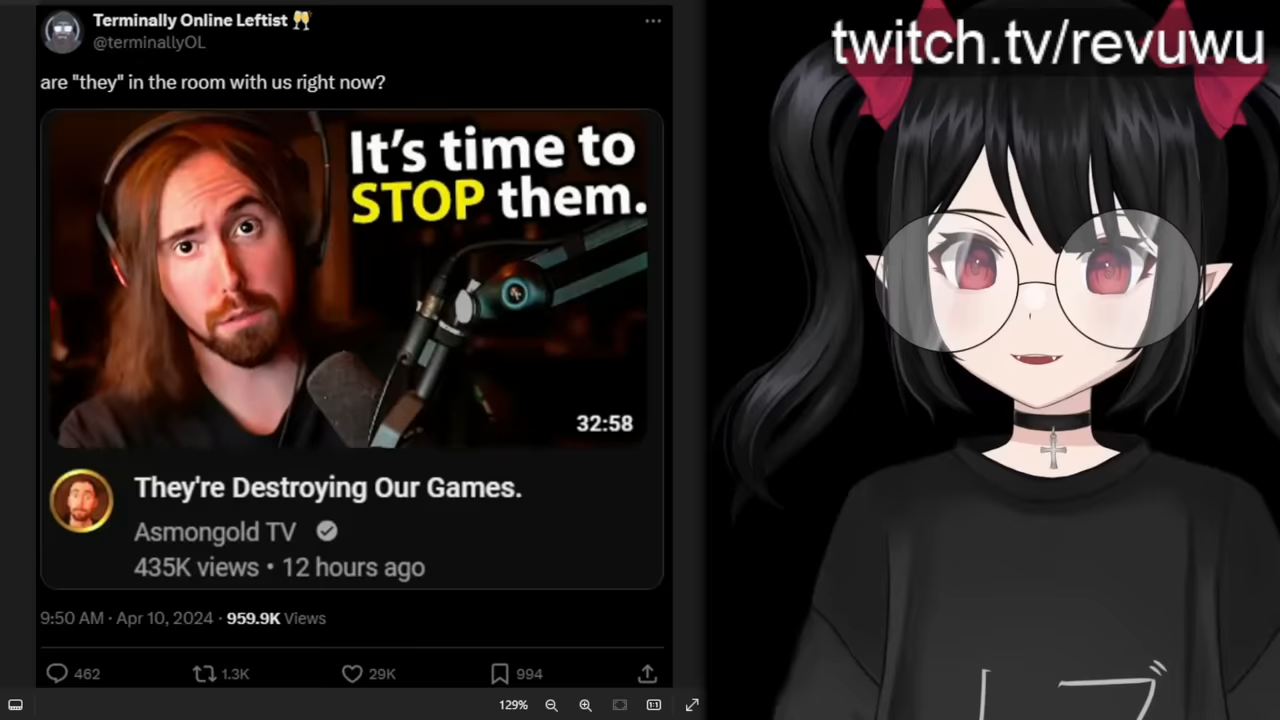 Terminally Online Leftist 🥂
@terminallyOL
are "they" in the room with us right now?
It's time to
STOP them.
32:58
They're Destroying Our Games.
Asmongold TV
435K views • 12 hours ago
9:50 AM · Apr 10, 2024 · 959.9K Views
462 1.3K 29K 994
129%
1:1
twitch.tv/revuwu